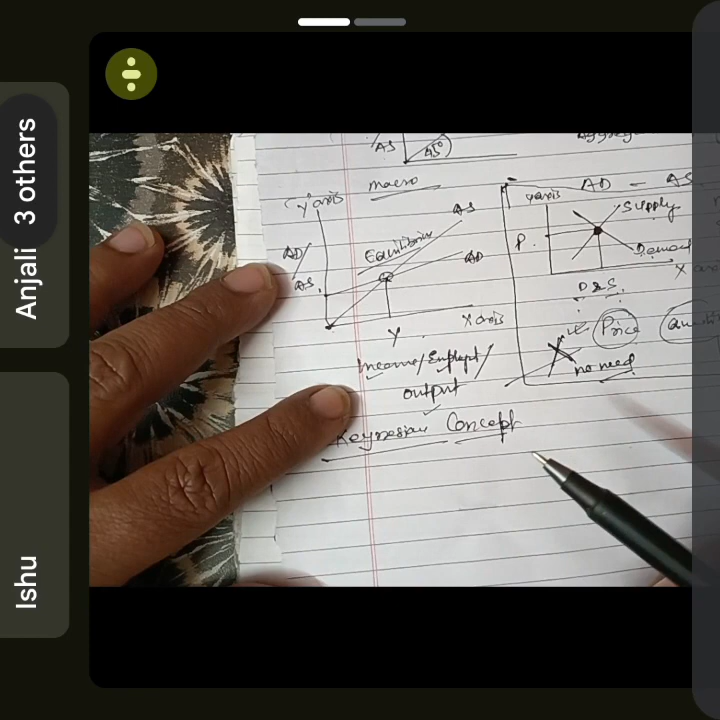 AS 45°
macro
Y axis
AS
AD/
AS
Equilibrium
AD
X axis
Y
Income/Employt/
output
Keynesian Concept
AD - AS
Y axis
Supply
P.
Demand
X
D & S
Price
no need
Anjali 3 others
Ishu